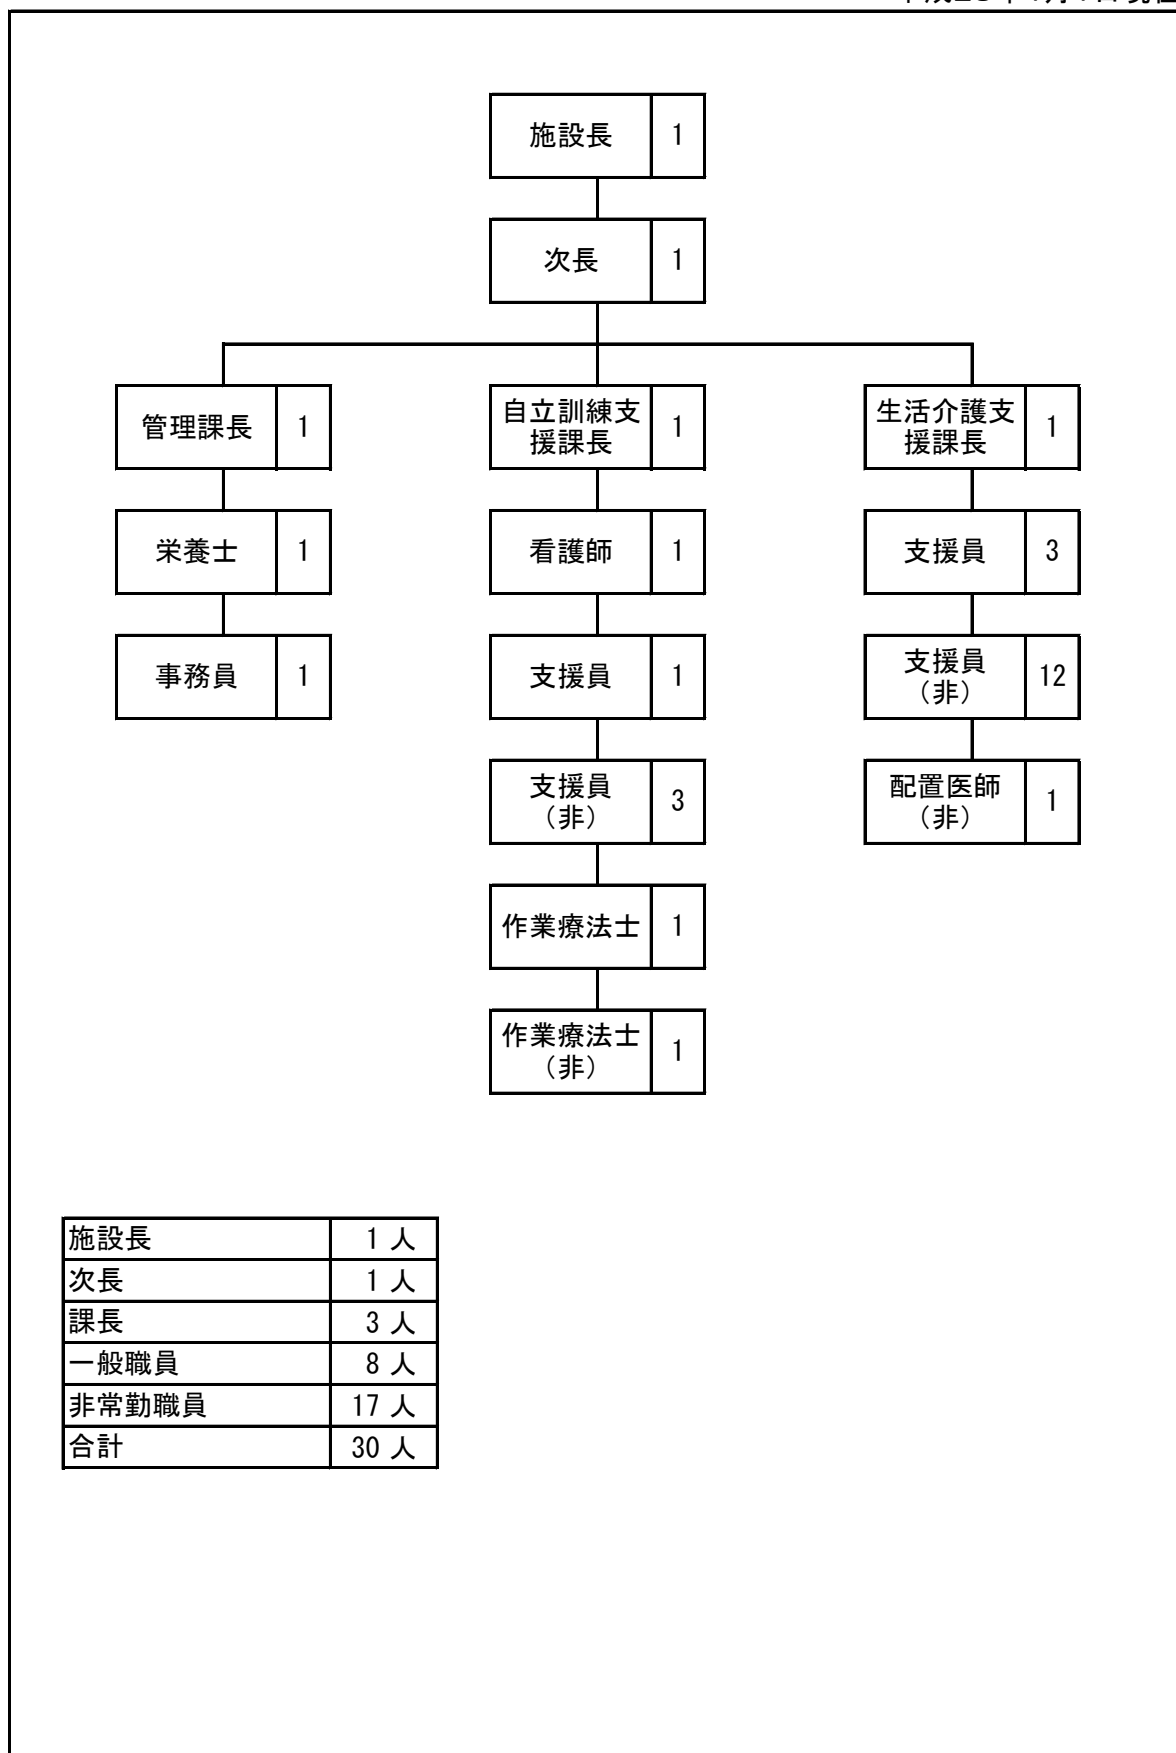 施設長 1
次長 1
管理課長 1
自立訓練支
援課長 1
生活介護支
援課長 1
栄養士 1
看護師 1
支援員 3
事務員 1
支援員 1
支援員
(非) 12
支援員
(非) 3
配置医師
(非) 1
作業療法士 1
作業療法士
(非) 1
施設長 1 人
次長 1 人
課長 3 人
一般職員 8 人
非常勤職員 17 人
合計 30 人